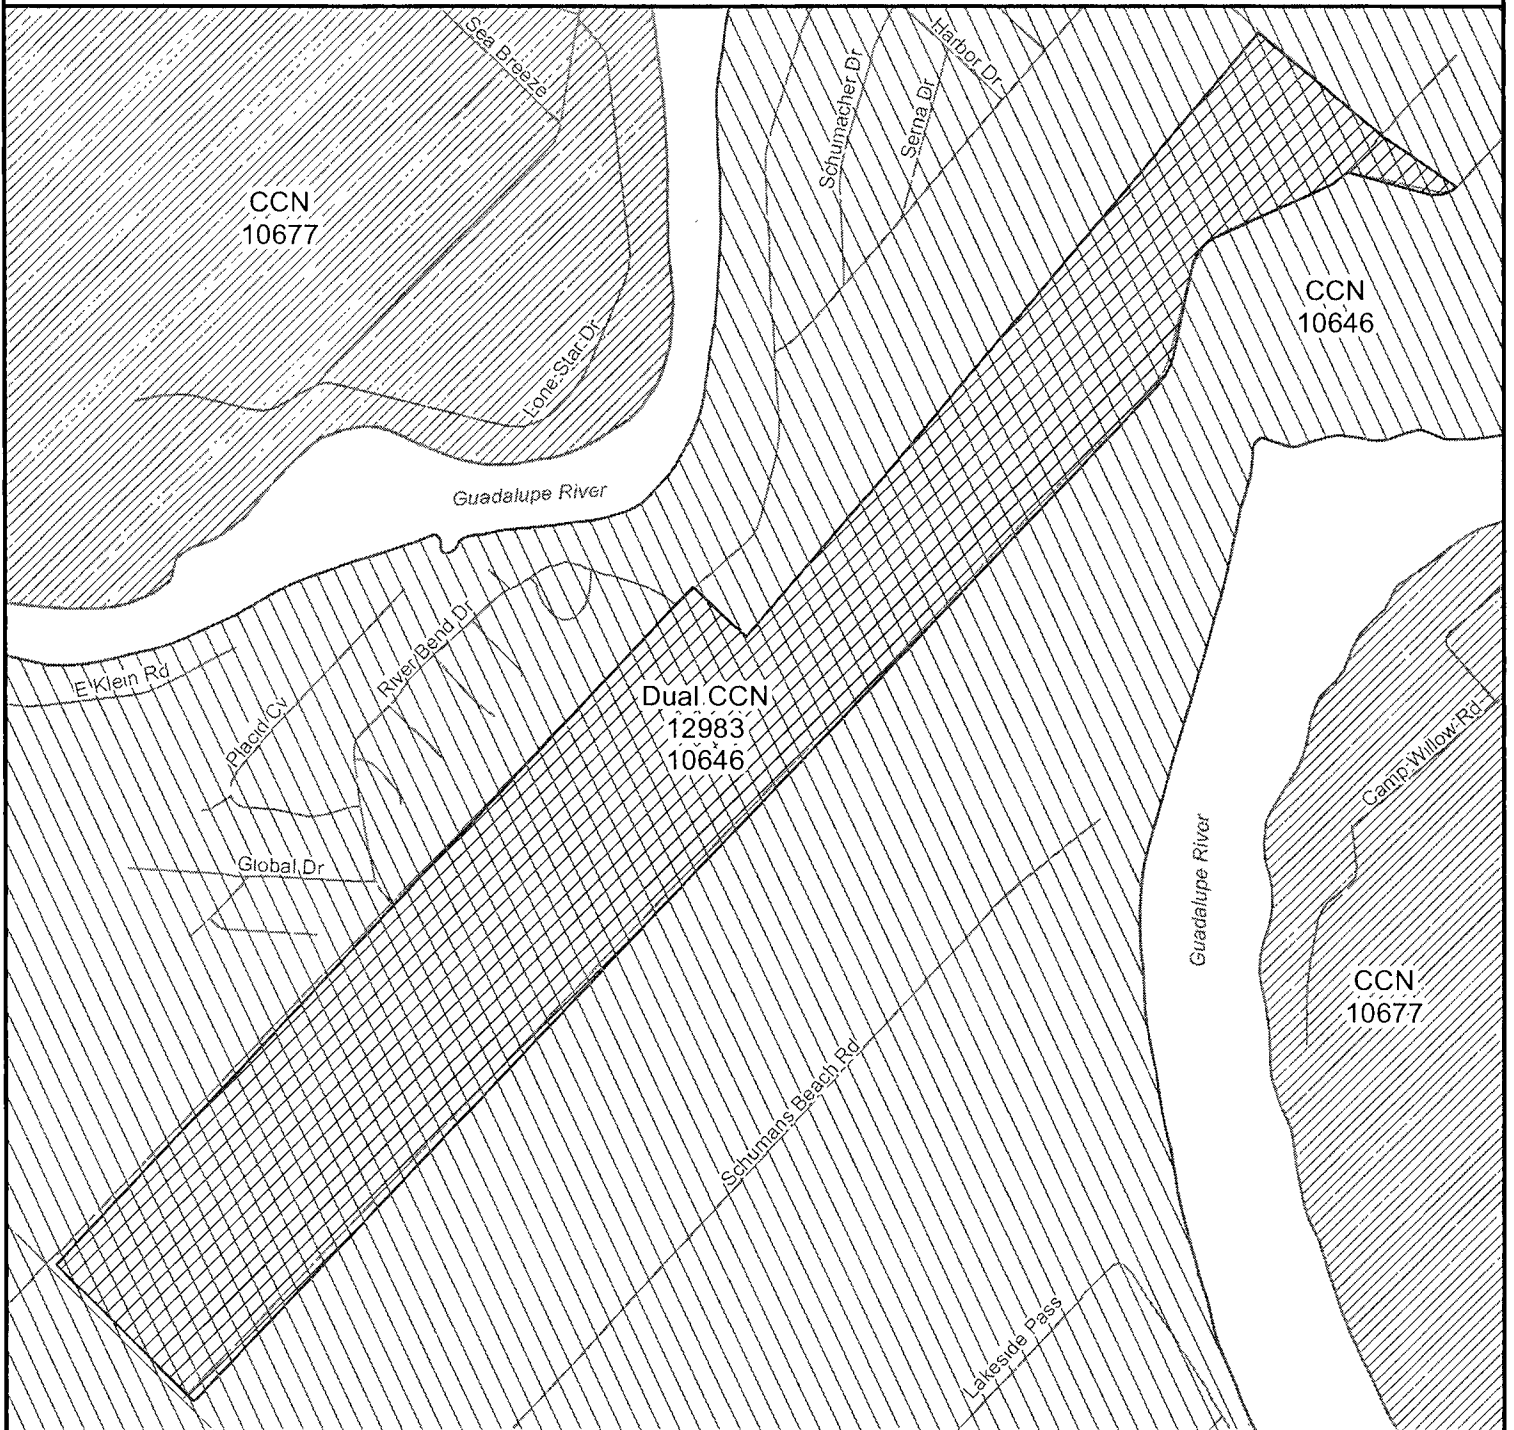 Sea Breeze
Harbor Dr
Schumacher Dr
Serna Dr
CCN
10677
CCN
10646
Lone Star Dr
Guadalupe River
River Bend Dr
E Klein Rd
Placid Cv
Dual CCN
12983
10646
Camp Willow Rd
Global Dr
Guadalupe River
CCN
10677
Schumans Beach Rd
Lakeside Pass